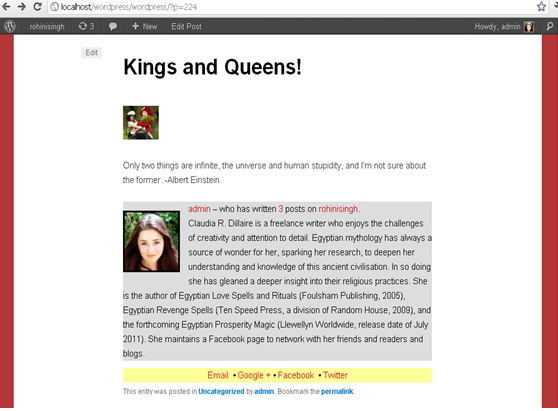 localhost/wordpress/wordpress/?p=224
rohinisingh 3 New Edit Post Howdy, admin
Edit
Kings and Queens!
Only two things are infinite, the universe and human stupidity, and I'm not sure about
the former. -Albert Einstein
admin – who has written 3 posts on rohinisingh.
Claudia R. Dillaire is a freelance writer who enjoys the challenges
of creativity and attention to detail. Egyptian mythology has always a
source of wonder for her, sparking her research, to deepen her
understanding and knowledge of this ancient civilisation. In so doing
she has gleaned a deeper insight into their religious practices. She
is the author of Egyptian Love Spells and Rituals (Foulsham Publishing, 2005),
Egyptian Revenge Spells (Ten Speed Press, a division of Random House, 2009), and
the forthcoming Egyptian Prosperity Magic (Llewellyn Worldwide, release date of July
2011). She maintains a Facebook page to network with her friends and readers and
blogs.
Email • Google + • Facebook • Twitter
This entry was posted in Uncategorized by admin. Bookmark the permalink.